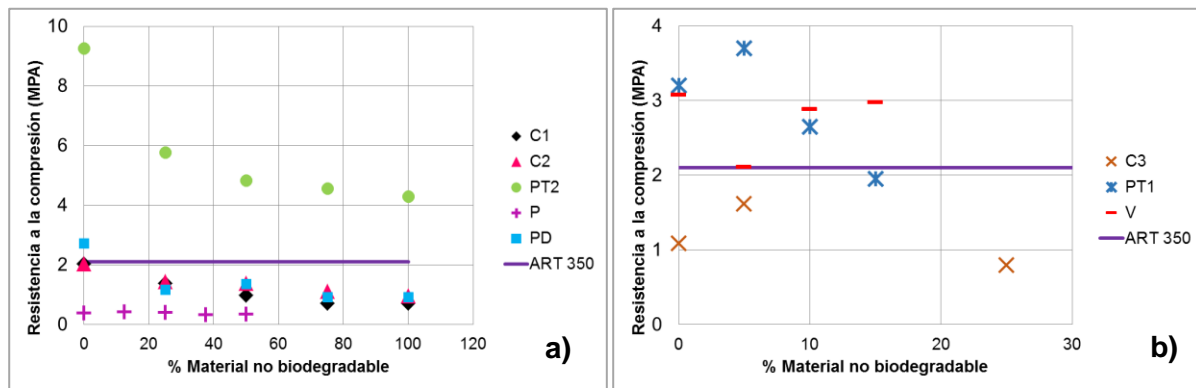 Resistencia a la compresión (MPA)
10
8
6
4
2
0
0 20 40 60 80 100 120
% Material no biodegradable
C1
C2
PT2
P
PD
ART 350
a)
Resistencia a la compresión (MPA)
4
3
2
1
0
0 10 20 30
% Material no biodegradable
C3
PT1
V
ART 350
b)